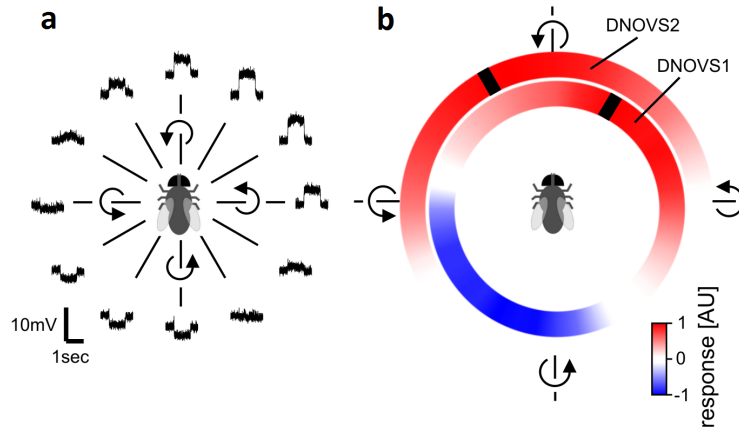 a
b
DNOVS2
DNOVS1
10mV
1sec
1
0
-1
response [AU]